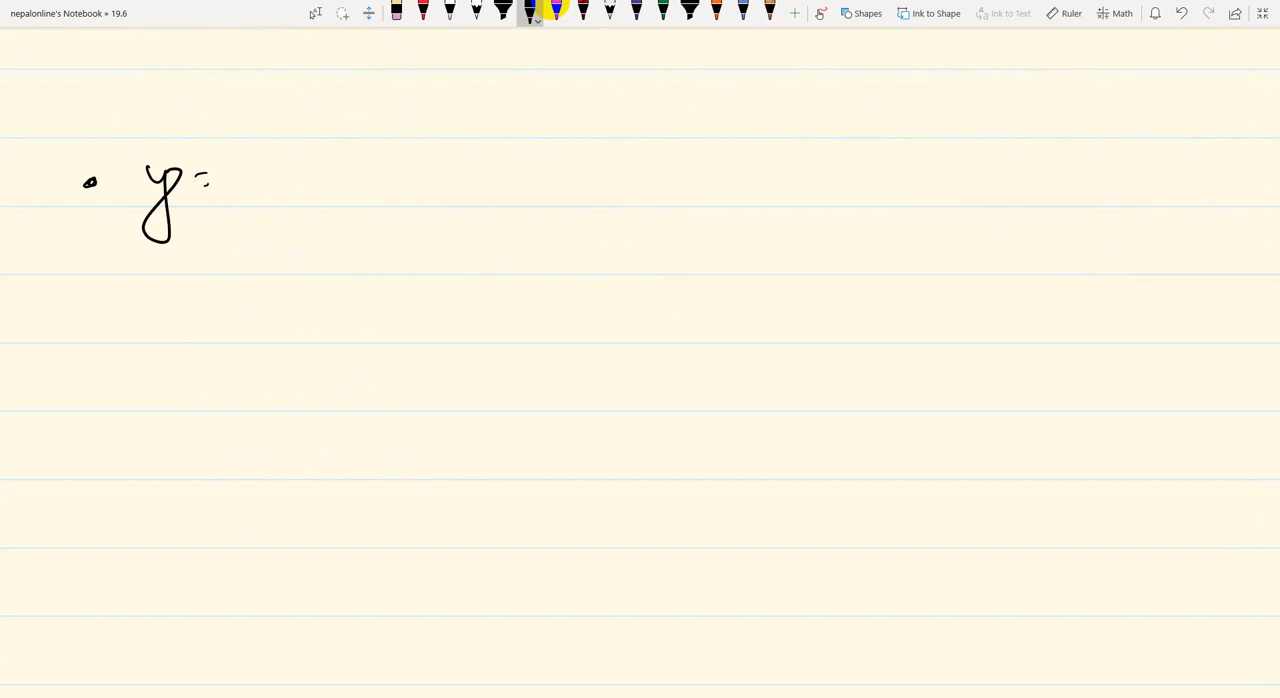 nepalonline's Notebook » 19.6
Shapes
Ink to Shape
Ink to Text
Ruler
Math
• y =